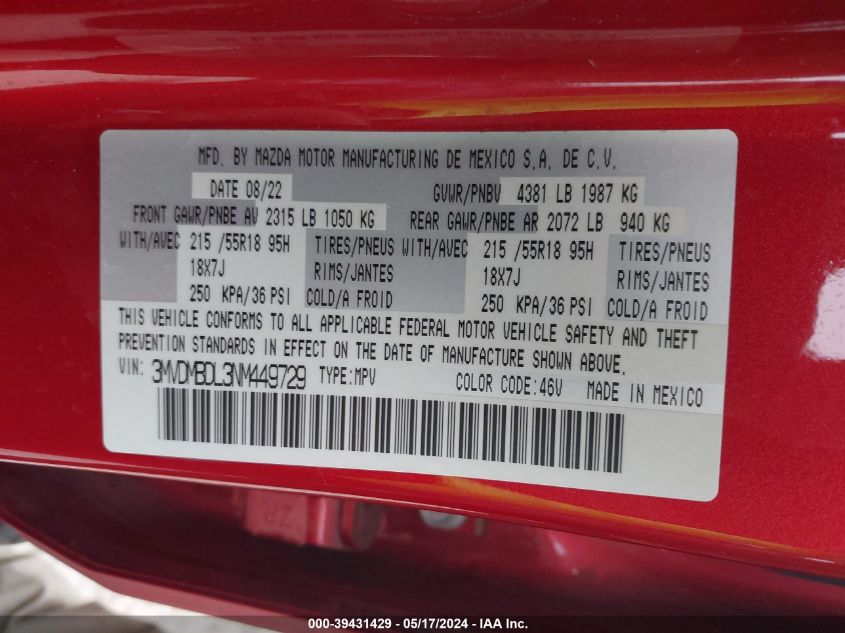 MFD. BY MAZDA MOTOR MANUFACTURING DE MEXICO S.A. DE C.V.
DATE 08/22 GVWR/PNBV 4381 LB 1987 KG
FRONT GAWR/PNBE AV 2315 LB 1050 KG REAR GAWR/PNBE AR 2072 LB 940 KG
WITH/AVEC 215 /55R18 95H TIRES/PNEUS WITH/AVEC 215 /55R18 95H TIRES/PNEUS
18X7J RIMS/JANTES 18X7J RIMS/JANTES
250 KPA/36 PSI COLD/A FROID 250 KPA/36 PSI COLD/A FROID
THIS VEHICLE CONFORMS TO ALL APPLICABLE FEDERAL MOTOR VEHICLE SAFETY AND THEFT
PREVENTION STANDARDS IN EFFECT ON THE DATE OF MANUFACTURE SHOWN ABOVE.
VIN: 3MVDMBDL3NM449729 TYPE:MPV COLOR CODE:46V MADE IN MEXICO
© COPYRIGHT IAA, Inc. 000-39431429 - 05/17/2024 - IAA Inc.